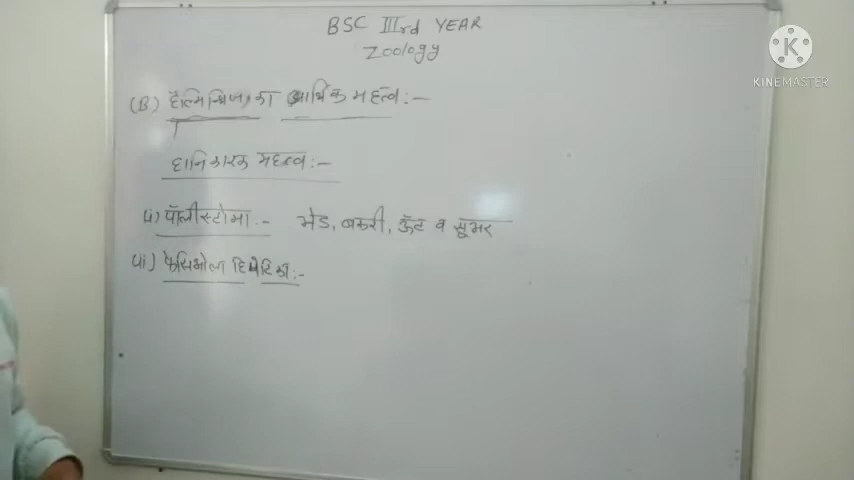 BSC IIIrd YEAR
Zoology
KINEMASTER
(B) हैल्मिन्थिज, का आर्थिक महत्व :-
हानिकारक महत्व :-
(i) पॉलीस्टोमा :- भेड, बकरी, ऊँट व सूअर
(ii) फेसिओला हिपेटिका :-